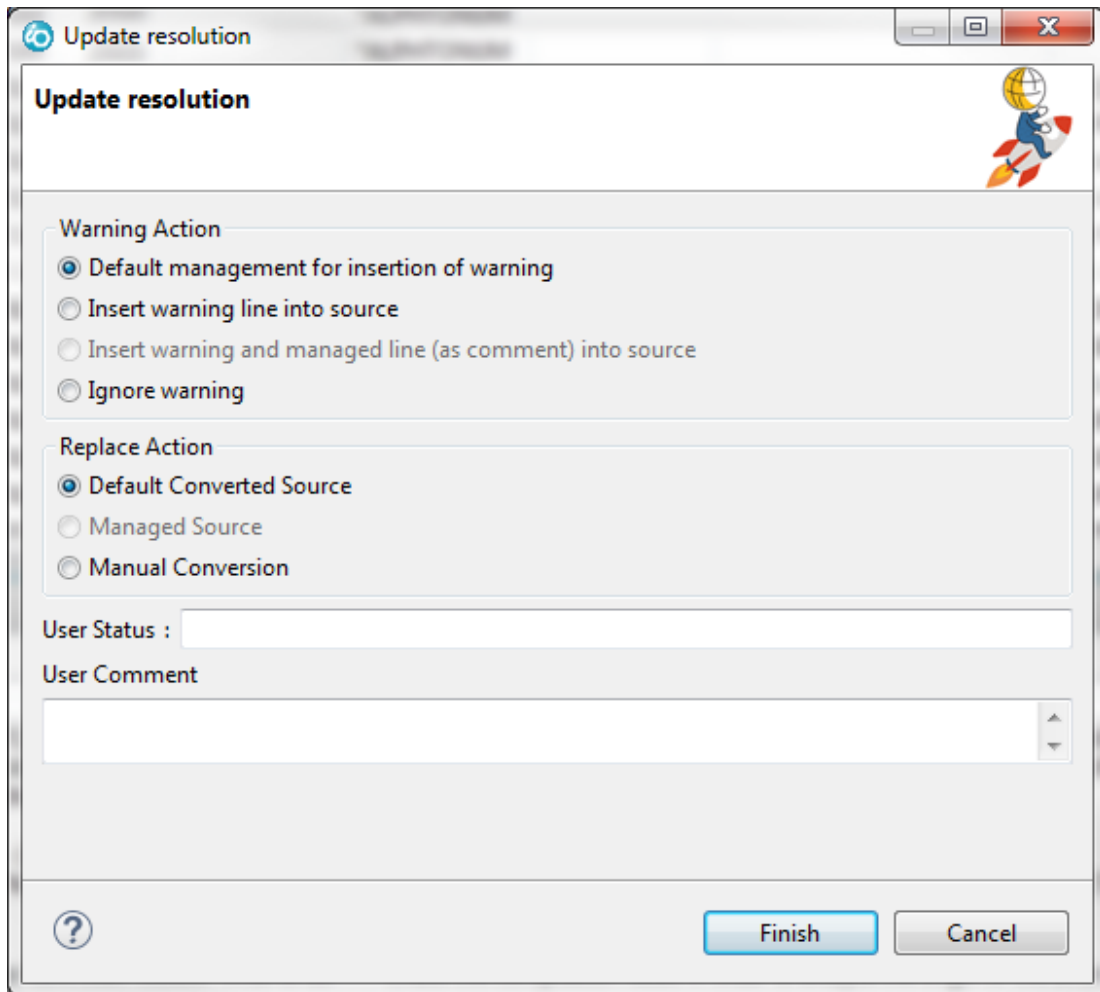 Update resolution
Update resolution
Warning Action
Default management for insertion of warning
Insert warning line into source
Insert warning and managed line (as comment) into source
Ignore warning
Replace Action
Default Converted Source
Managed Source
Manual Conversion
User Status :
User Comment
?
Finish Cancel